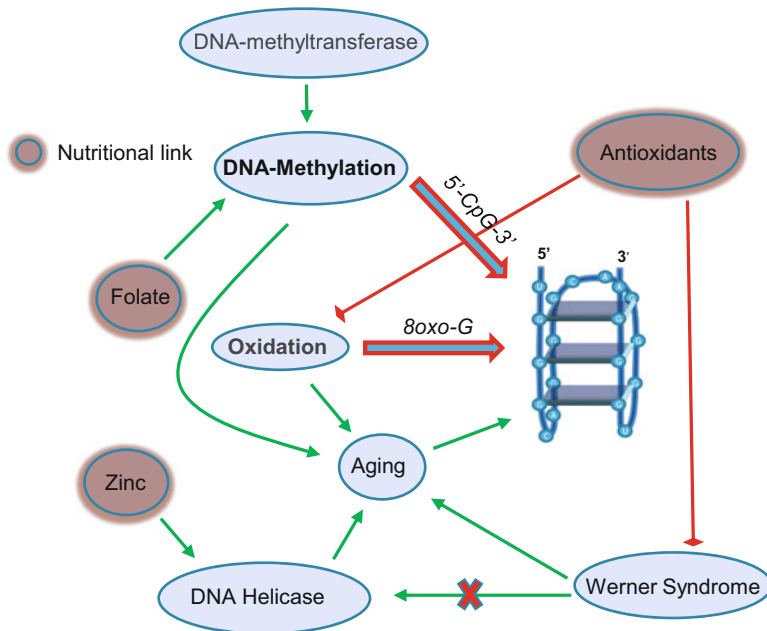 DNA-methyltransferase
Nutritional link
DNA-Methylation
Antioxidants
5'-CpG-3'
5'
3'
Folate
Oxidation
8oxo-G
Aging
Zinc
DNA Helicase
Werner Syndrome